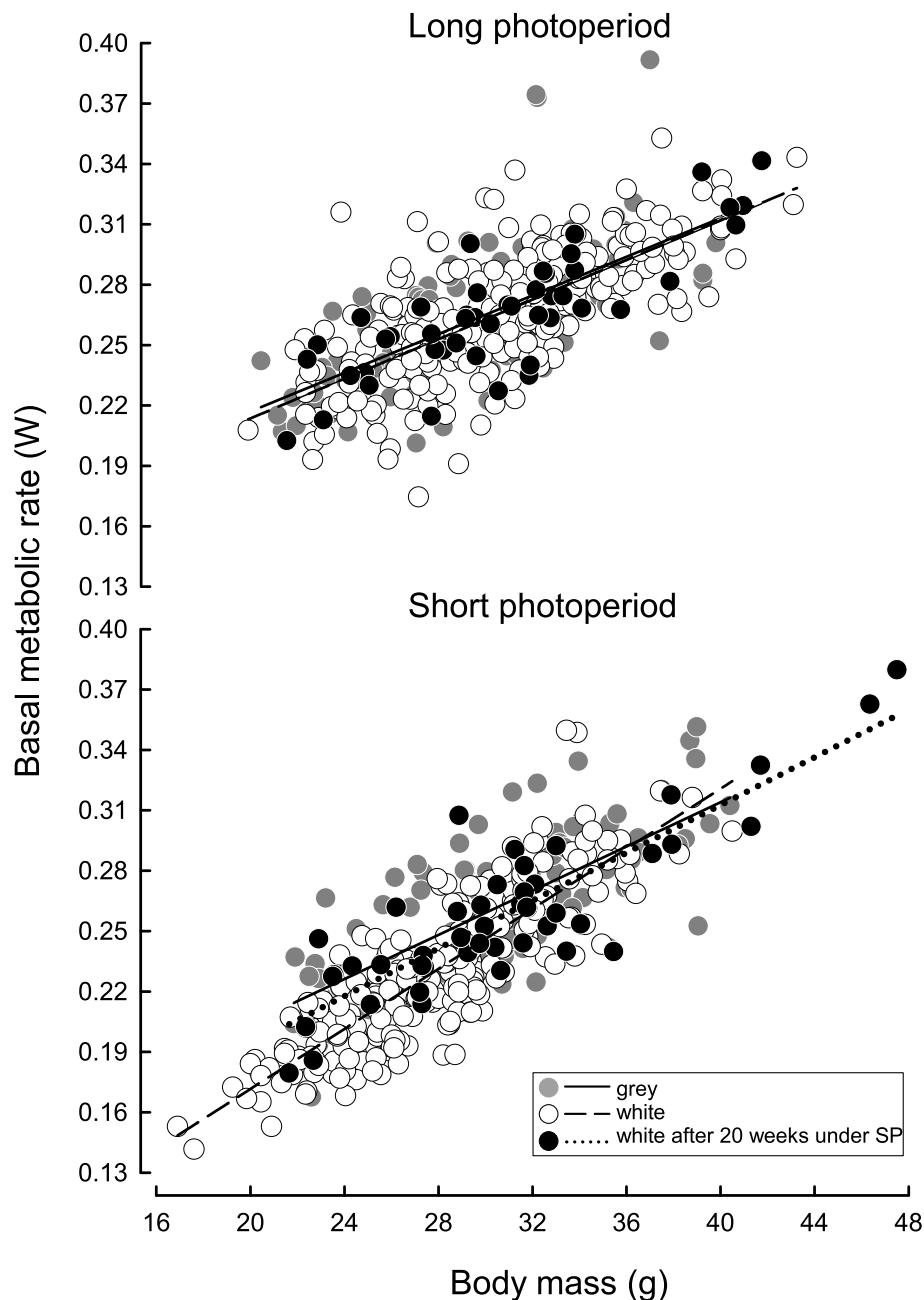 Long photoperiod
0.40
0.37
0.34
0.31
0.28
0.25
0.22
0.19
0.16
0.13
Basal metabolic rate (W)
Short photoperiod
0.40
0.37
0.34
0.31
0.28
0.25
0.22
0.19
0.16
0.13
grey
white
white after 20 weeks under SP
16 20 24 28 32 36 40 44 48
Body mass (g)